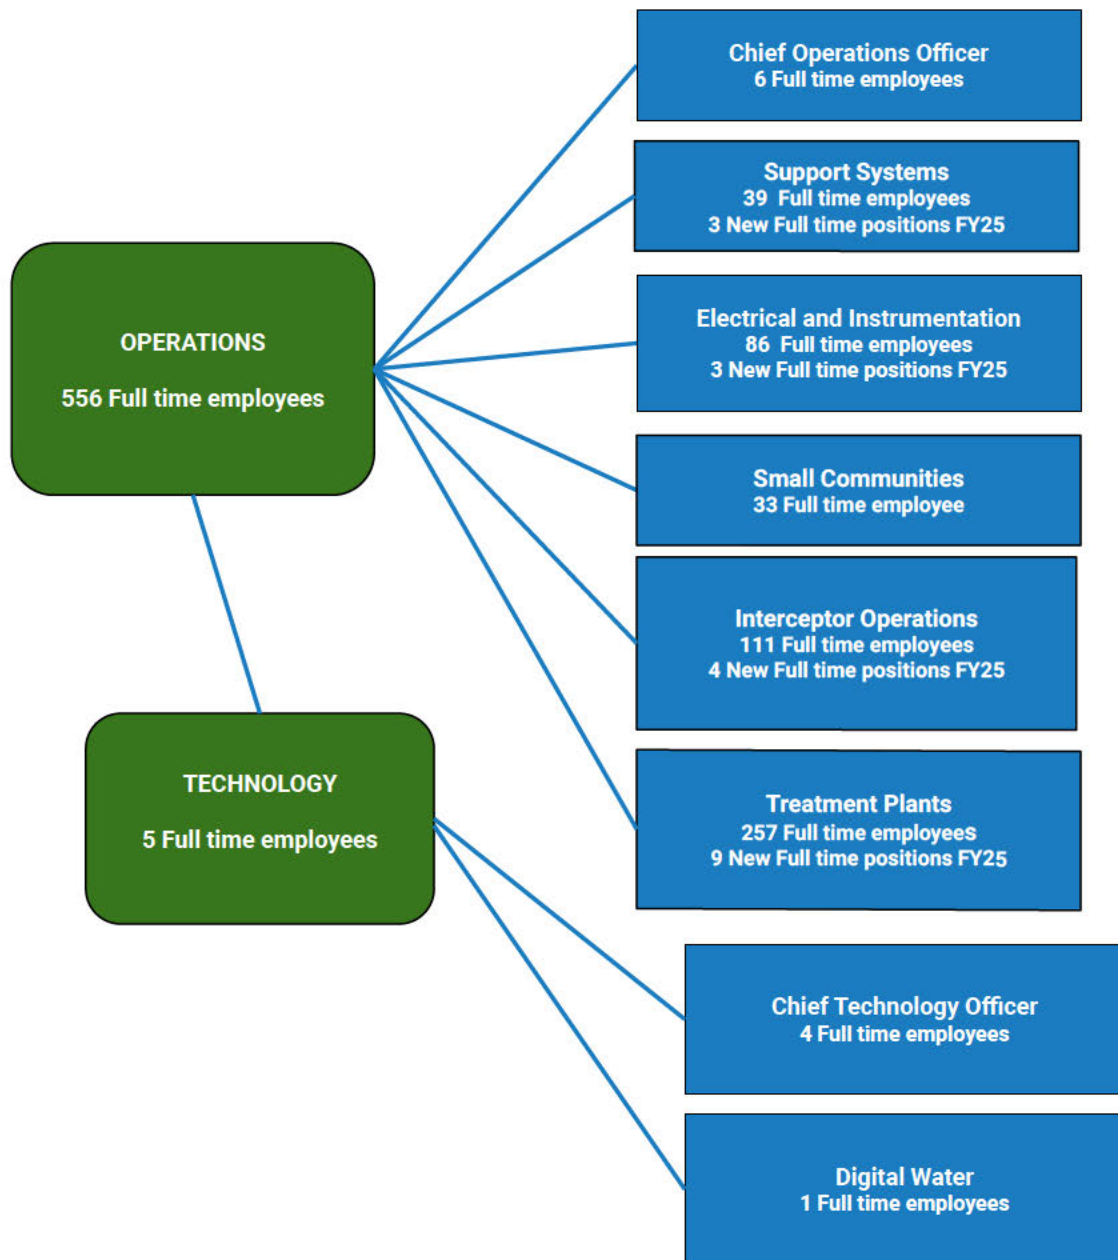 Chief Operations Officer
6 Full time employees
Support Systems
39 Full time employees
3 New Full time positions FY25
OPERATIONS
556 Full time employees
Electrical and Instrumentation
86 Full time employees
3 New Full time positions FY25
Small Communities
33 Full time employee
Interceptor Operations
111 Full time employees
4 New Full time positions FY25
TECHNOLOGY
5 Full time employees
Treatment Plants
257 Full time employees
9 New Full time positions FY25
Chief Technology Officer
4 Full time employees
Digital Water
1 Full time employees